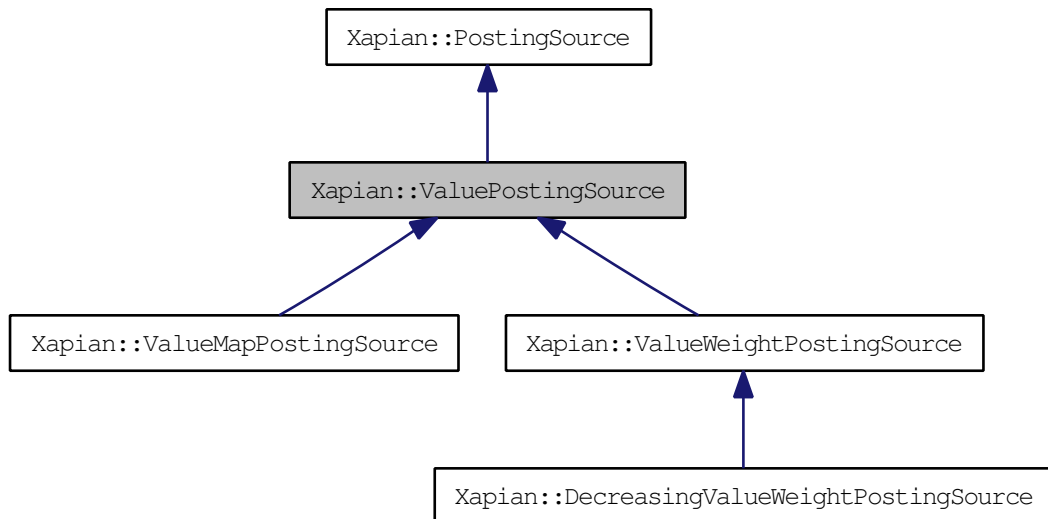 Xapian::PostingSource
Xapian::ValuePostingSource
Xapian::ValueMapPostingSource
Xapian::ValueWeightPostingSource
Xapian::DecreasingValueWeightPostingSource